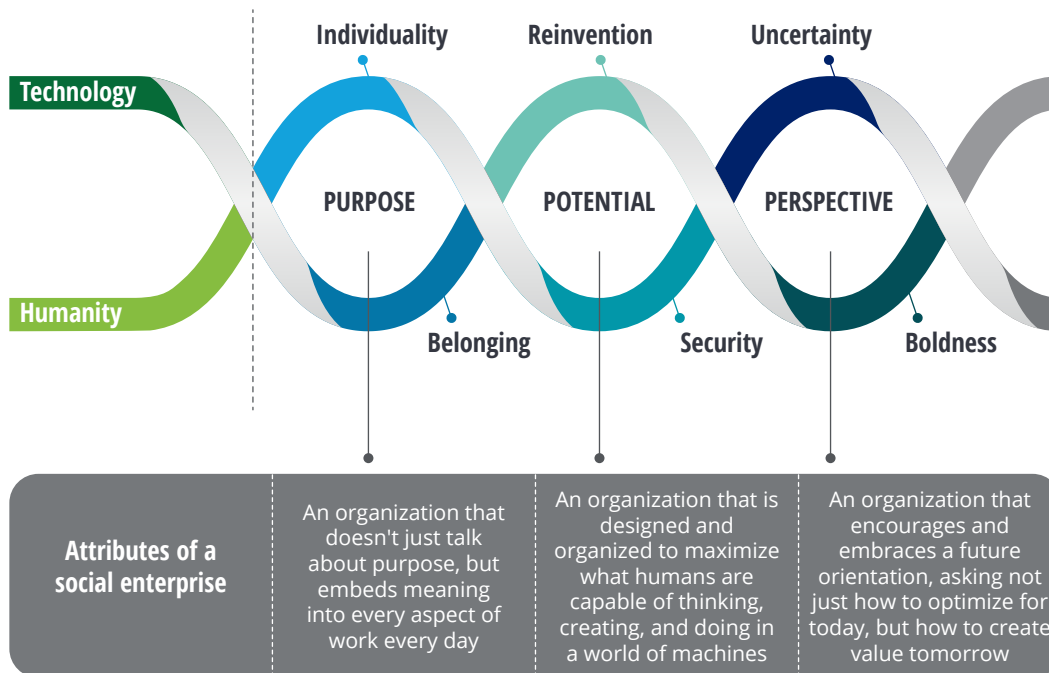 Individuality
Reinvention
Uncertainty
Technology
PURPOSE
POTENTIAL
PERSPECTIVE
Humanity
Belonging
Security
Boldness
Attributes of a
social enterprise
An organization that
doesn't just talk
about purpose, but
embeds meaning
into every aspect of
work every day
An organization that is
designed and
organized to maximize
what humans are
capable of thinking,
creating, and doing in
a world of machines
An organization that
encourages and
embraces a future
orientation, asking not
just how to optimize for
today, but how to create
value tomorrow